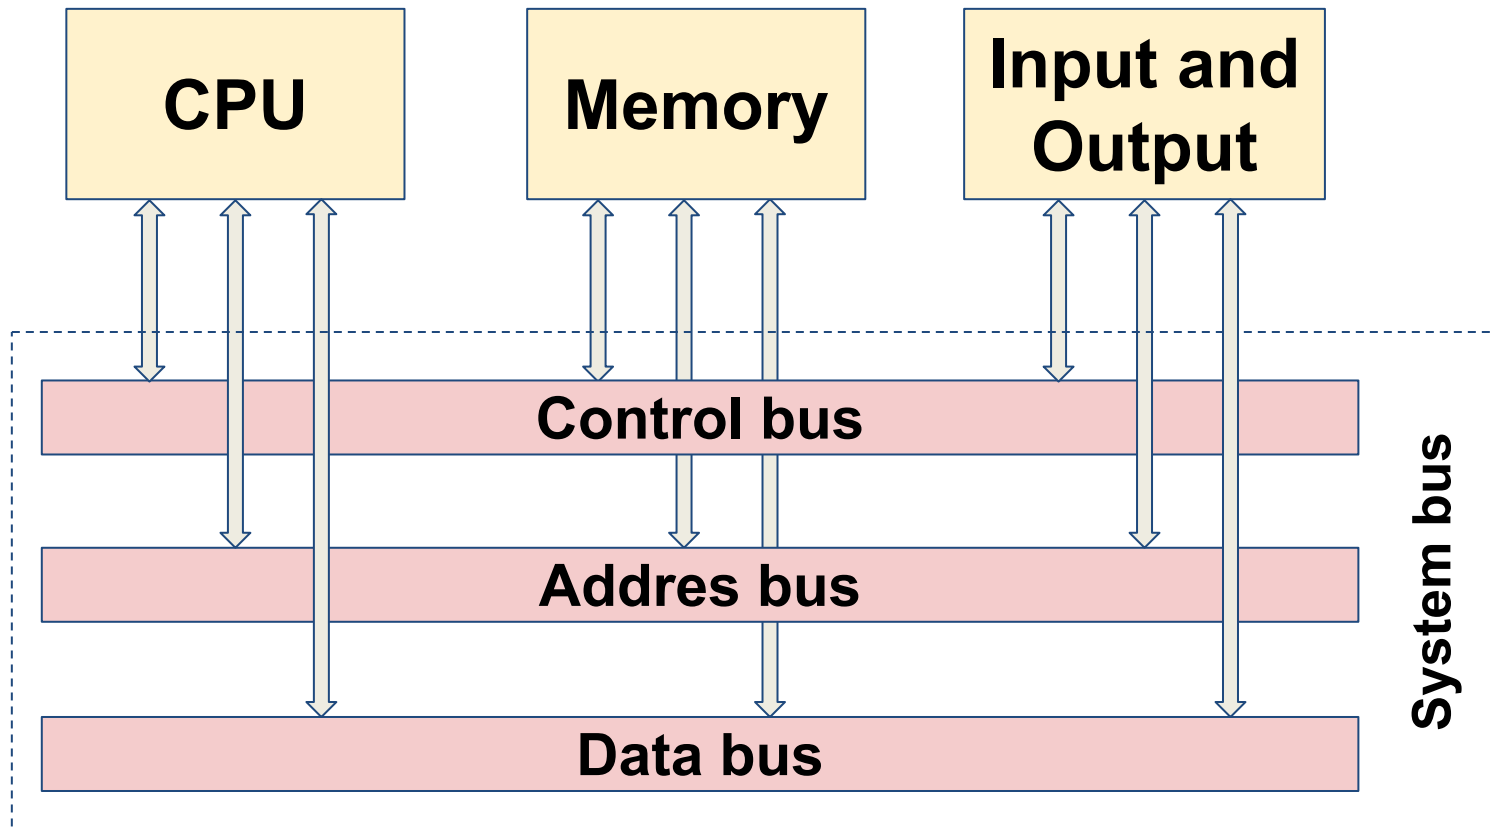 CPU
Memory
Input and
Output
Control bus
Addres bus
Data bus
System bus